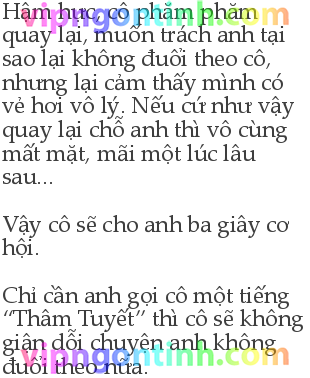 Hậm hực, cô phăm phăm
quay lại, muốn trách anh tại
sao lại không đuổi theo cô,
nhưng lại cảm thấy mình có
vẻ hơi vô lý. Nếu cứ như vậy
quay lại chỗ anh thì vô cùng
mất mặt, mãi một lúc lâu
sau...
Vậy cô sẽ cho anh ba giây cơ
hội.
Chỉ cần anh gọi cô một tiếng
“Thâm Tuyết” thì cô sẽ không
giận dỗi chuyện anh không
đuổi theo nữa.
vipngontinh.com
vipngontinh.com